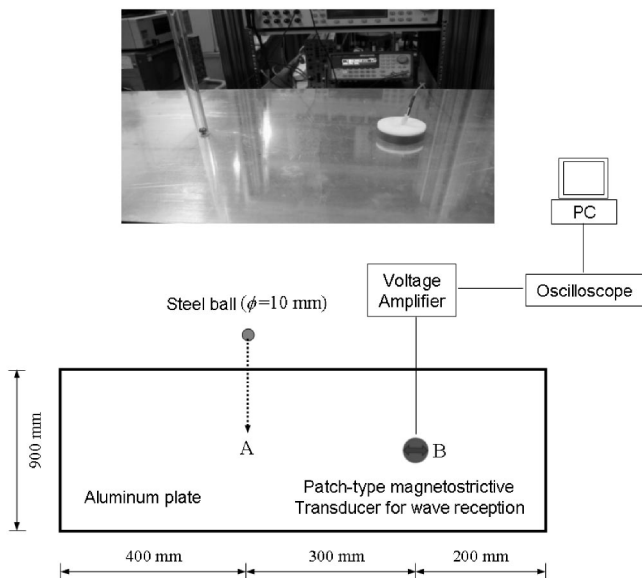 PC
Voltage
Amplifier
Oscilloscope
Steel ball (ϕ=10 mm)
900 mm
A
B
Aluminum plate
Patch-type magnetostrictive
Transducer for wave reception
400 mm
300 mm
200 mm